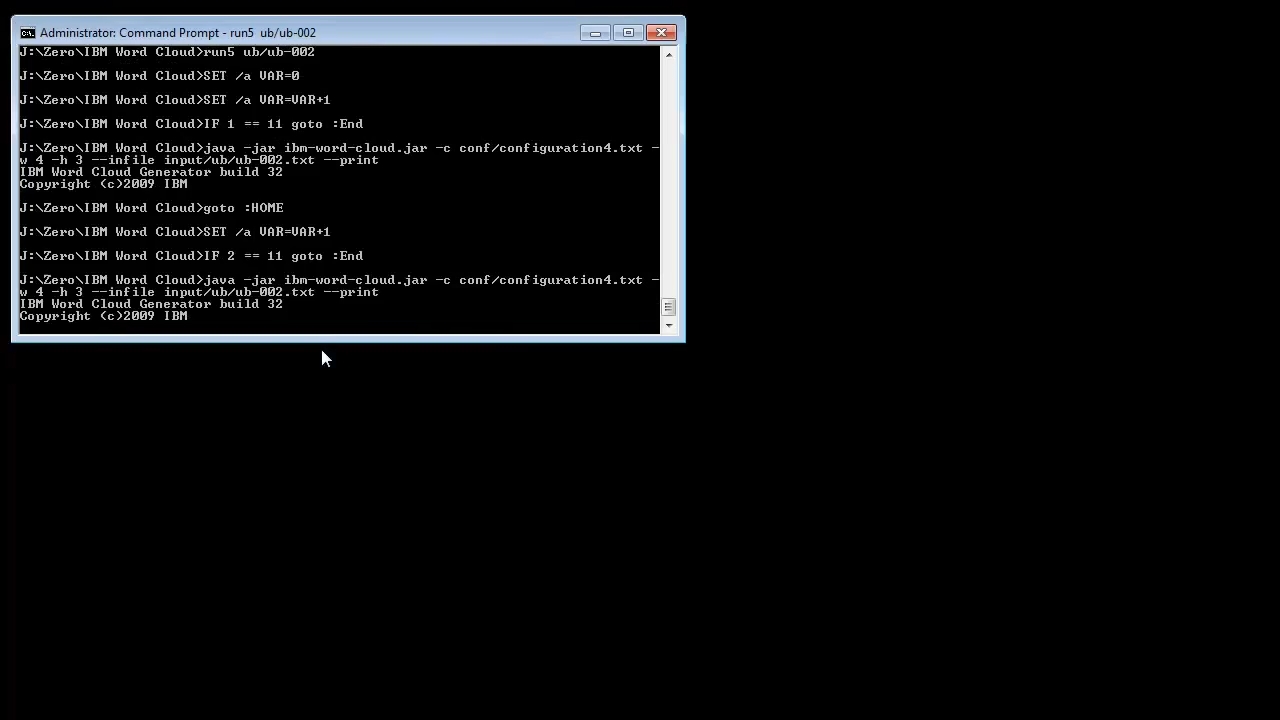 Administrator: Command Prompt - run5  ub/ub-002
J:\Zero\IBM Word Cloud>run5 ub/ub-002
J:\Zero\IBM Word Cloud>SET /a VAR=0
J:\Zero\IBM Word Cloud>SET /a VAR=VAR+1
J:\Zero\IBM Word Cloud>IF 1 == 11 goto :End
J:\Zero\IBM Word Cloud>java -jar ibm-word-cloud.jar -c conf/configuration4.txt -
w 4 -h 3 --infile input/ub/ub-002.txt --print
IBM Word Cloud Generator build 32
Copyright (c)2009 IBM
J:\Zero\IBM Word Cloud>goto :HOME
J:\Zero\IBM Word Cloud>SET /a VAR=VAR+1
J:\Zero\IBM Word Cloud>IF 2 == 11 goto :End
J:\Zero\IBM Word Cloud>java -jar ibm-word-cloud.jar -c conf/configuration4.txt -
w 4 -h 3 --infile input/ub/ub-002.txt --print
IBM Word Cloud Generator build 32
Copyright (c)2009 IBM